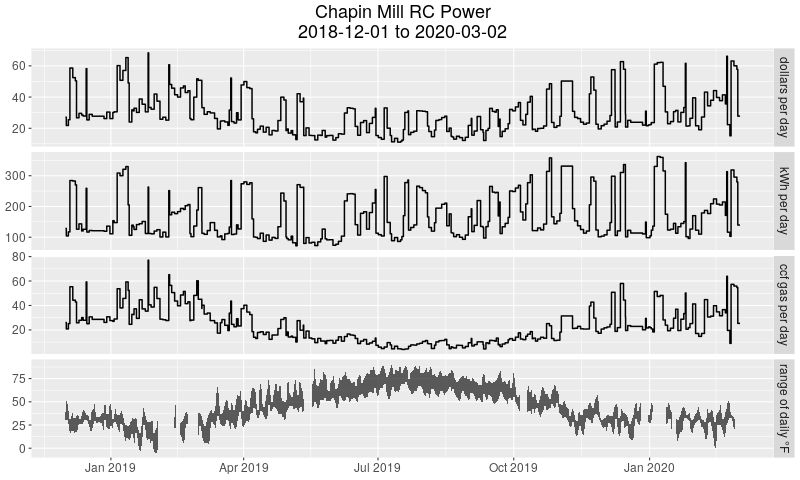 Chapin Mill RC Power
2018-12-01 to 2020-03-02
60
40
20
dollars per day
300
200
100
kWh per day
80
60
40
20
ccf gas per day
75
50
25
0
range of daily °F
Jan 2019
Apr 2019
Jul 2019
Oct 2019
Jan 2020